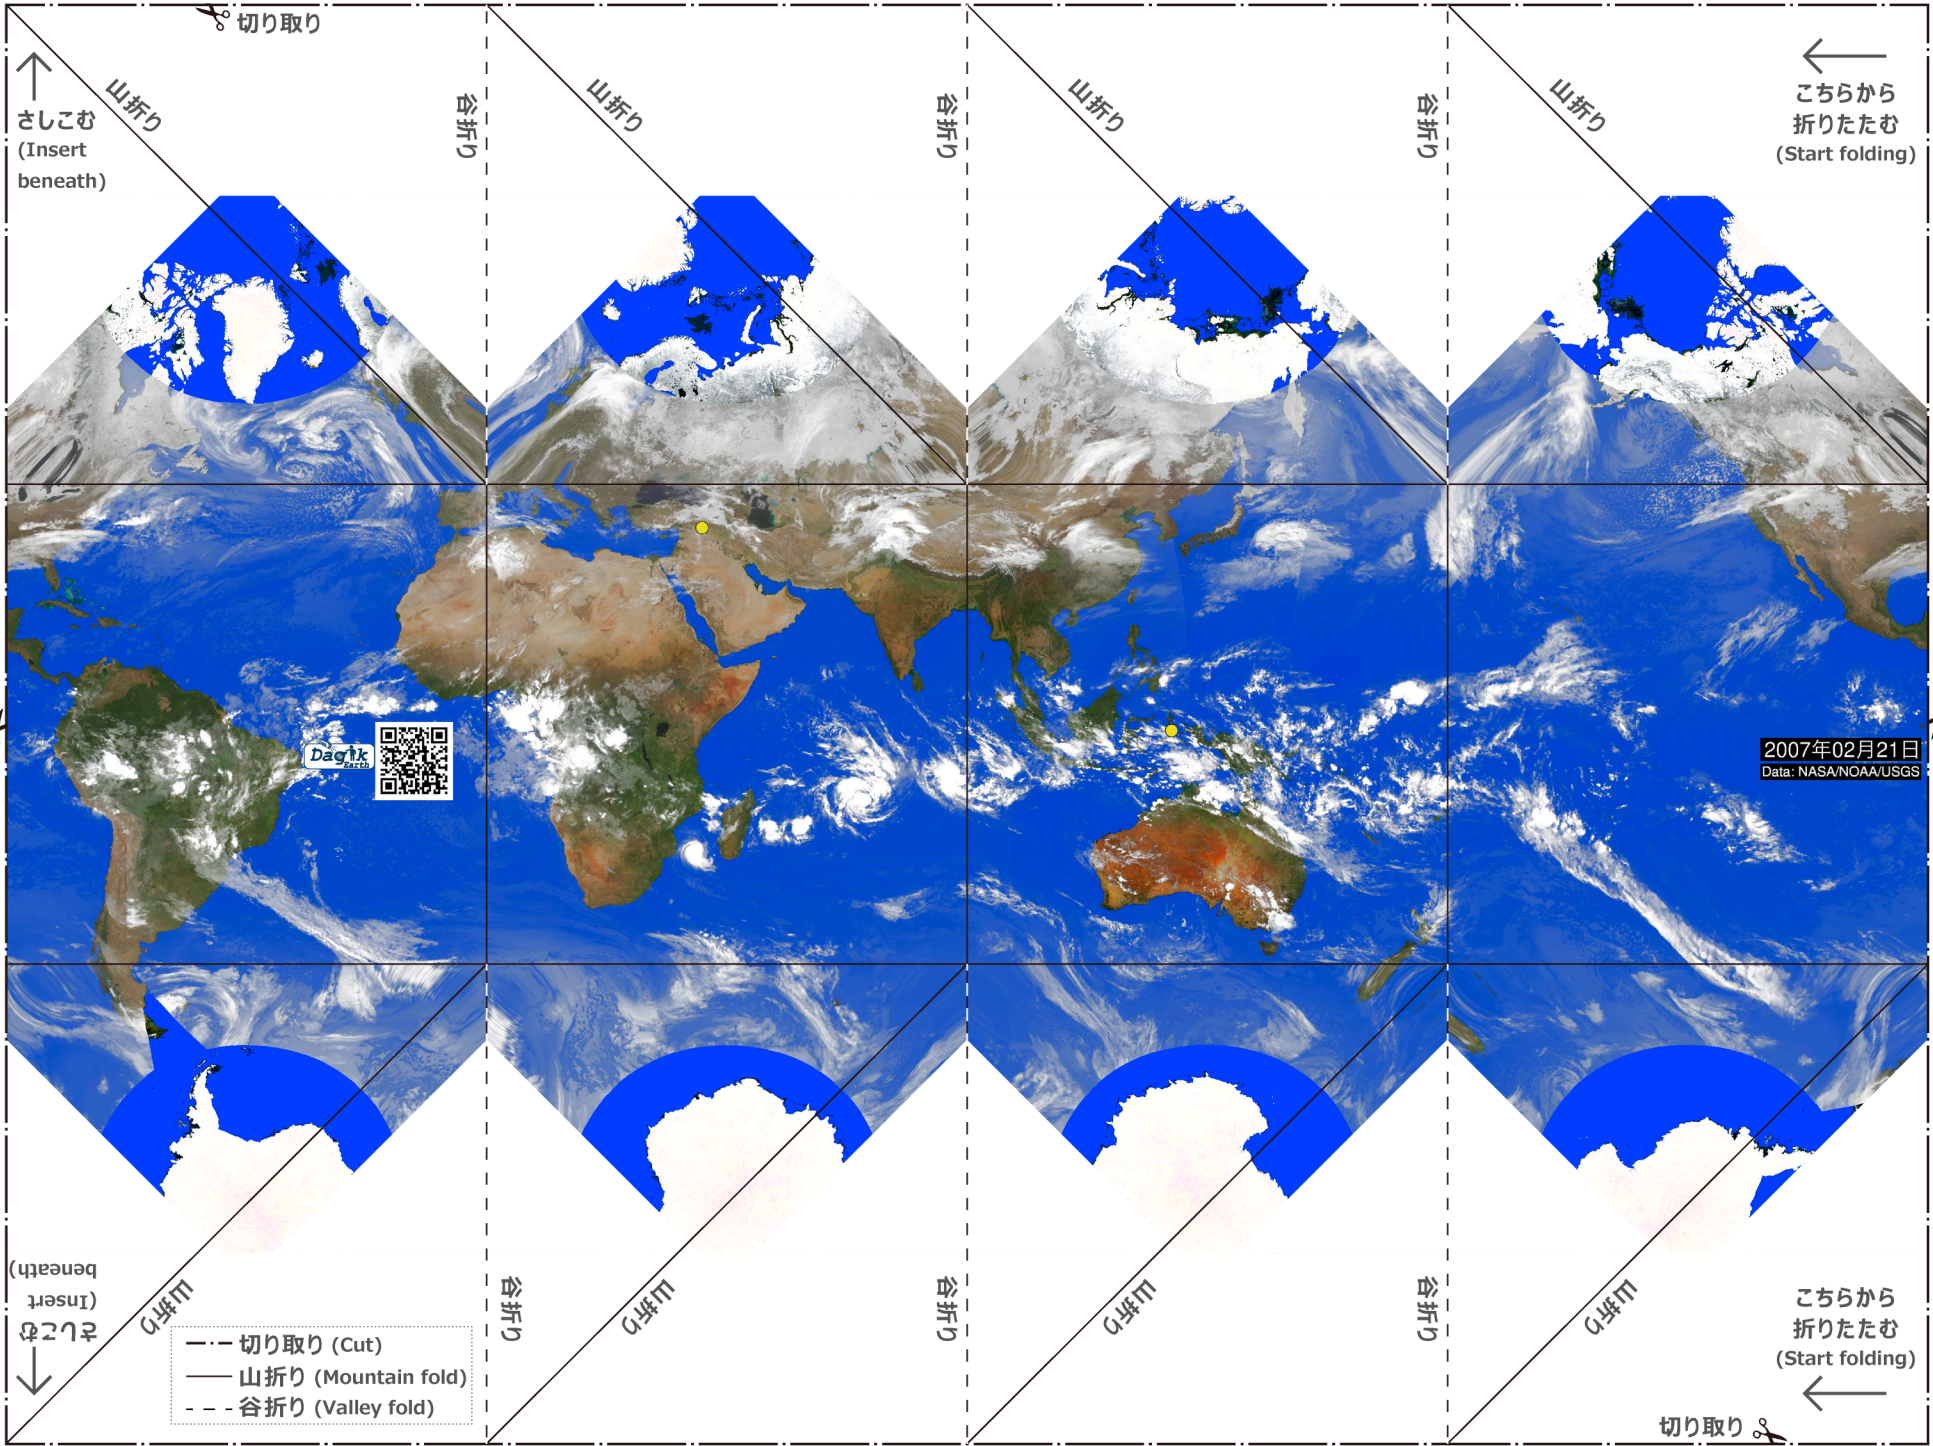 切り取り
さしこむ
(Insert
beneath)
山折り
谷折り
山折り
谷折り
山折り
谷折り
山折り
こちらから
折りたたむ
(Start folding)
Dagik
Earth
2007年02月21日
Data: NASA/NOAA/USGS
さしこむ
(Insert
beneath)
山折り
谷折り
山折り
谷折り
山折り
谷折り
山折り
こちらから
折りたたむ
(Start folding)
切り取り (Cut)
山折り (Mountain fold)
谷折り (Valley fold)
切り取り